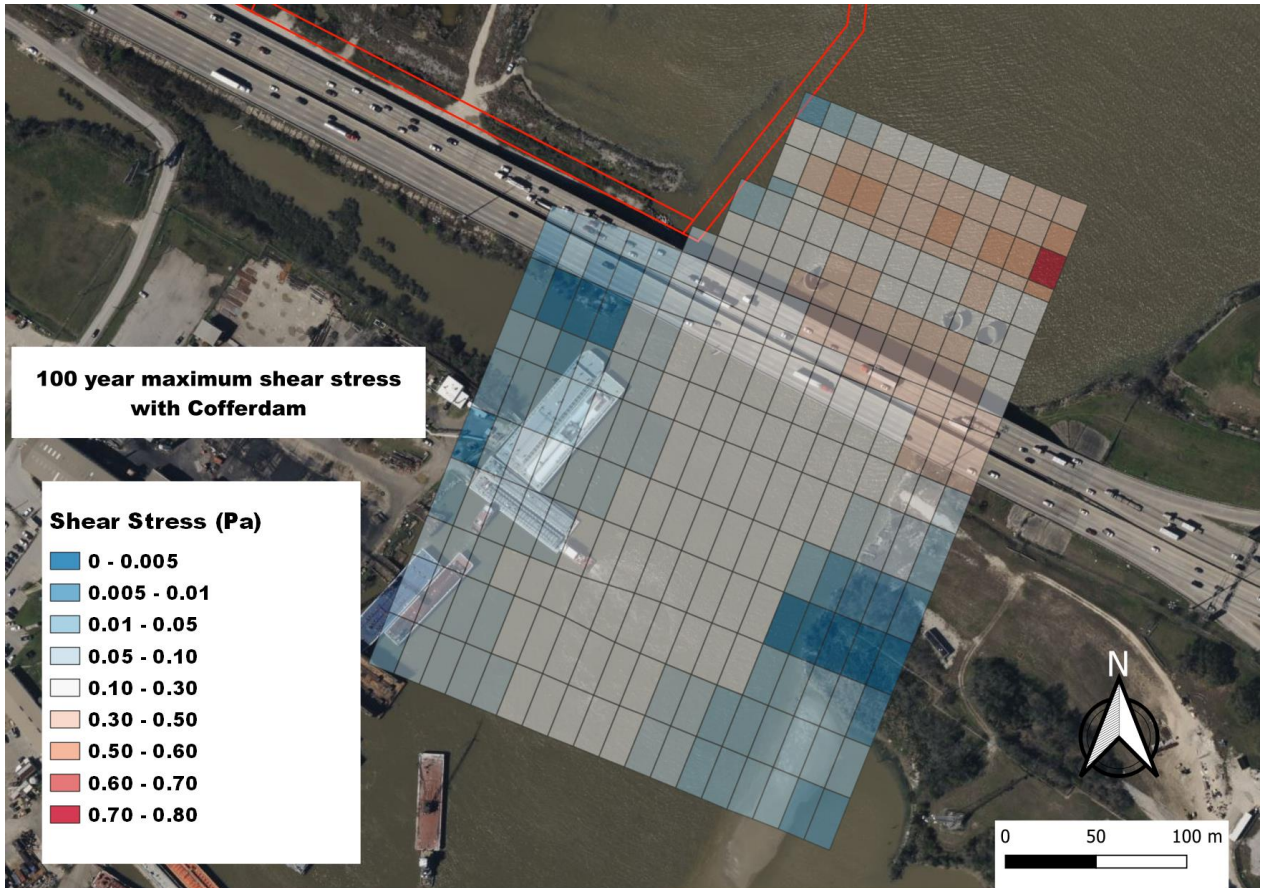 100 year maximum shear stress
with Cofferdam
Shear Stress (Pa)
0 - 0.005
0.005 - 0.01
0.01 - 0.05
0.05 - 0.10
0.10 - 0.30
0.30 - 0.50
0.50 - 0.60
0.60 - 0.70
0.70 - 0.80
N
0 50 100 m